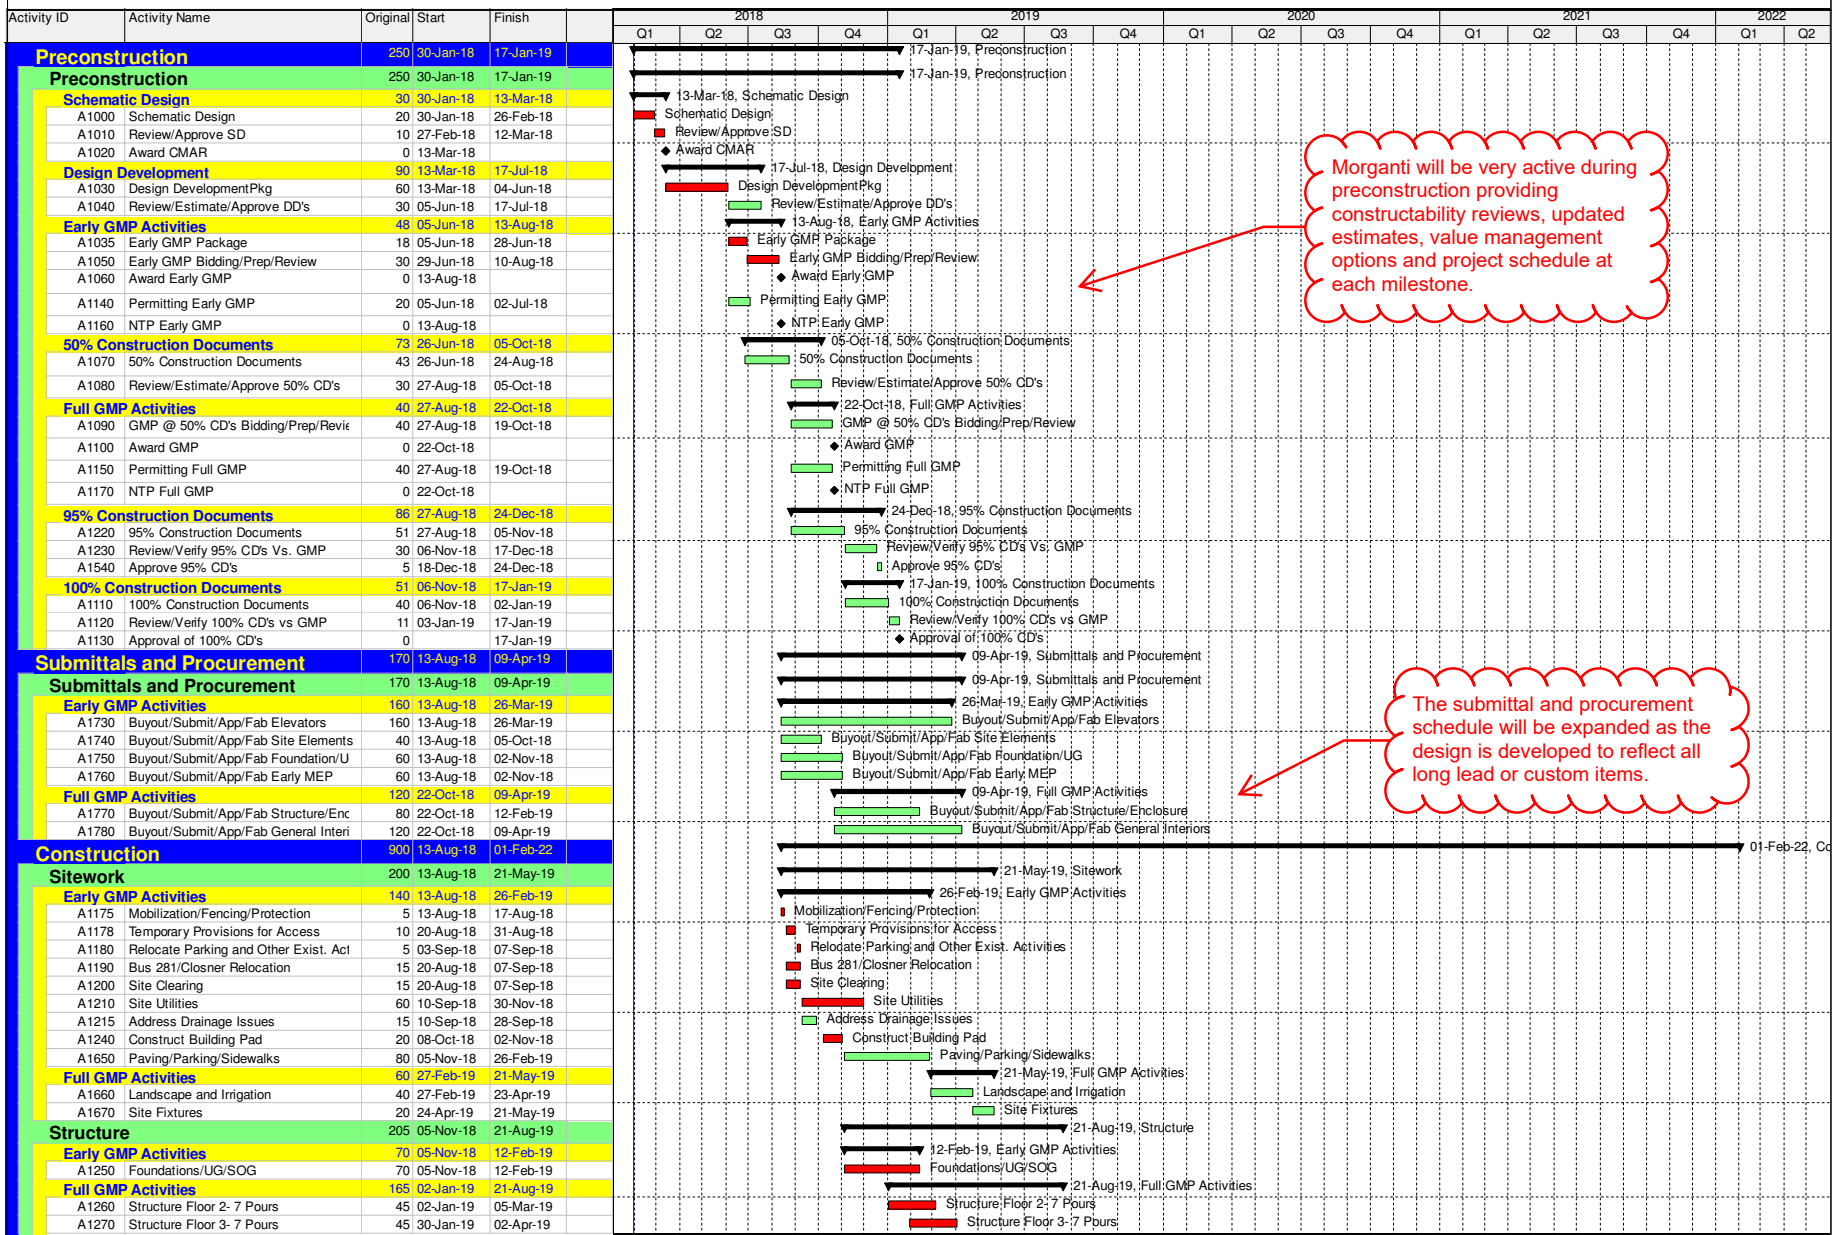 Activity ID Activity Name Original Start Finish 2018 2019 2020 2021 2022
Q1 Q2 Q3 Q4 Q1 Q2 Q3 Q4 Q1 Q2 Q3 Q4 Q1 Q2 Q3 Q4 Q1 Q2
Preconstruction 250 30-Jan-18 17-Jan-19 17-Jan-19, Preconstruction
Preconstruction 250 30-Jan-18 17-Jan-19 17-Jan-19, Preconstruction
Schematic Design 30 30-Jan-18 13-Mar-18 13-Mar-18, Schematic Design
A1000 Schematic Design 20 30-Jan-18 26-Feb-18 Schematic Design
A1010 Review/Approve SD 10 27-Feb-18 12-Mar-18 Review/Approve SD
A1020 Award CMAR 0 13-Mar-18 Award CMAR
Design Development 90 13-Mar-18 17-Jul-18 17-Jul-18, Design Development
A1030 Design DevelopmentPkg 60 13-Mar-18 04-Jun-18 Design DevelopmentPkg
A1040 Review/Estimate/Approve DD's 30 05-Jun-18 17-Jul-18 Review/Estimate/Approve DD's
Early GMP Activities 48 05-Jun-18 13-Aug-18 13-Aug-18, Early GMP Activities
A1035 Early GMP Package 18 05-Jun-18 28-Jun-18 Early GMP Package
A1050 Early GMP Bidding/Prep/Review 30 29-Jun-18 10-Aug-18 Early GMP Bidding/Prep/Review
A1060 Award Early GMP 0 13-Aug-18 Award Early GMP
A1140 Permitting Early GMP 20 05-Jun-18 02-Jul-18 Permitting Early GMP
A1160 NTP Early GMP 0 13-Aug-18 NTP Early GMP
Morganti will be very active during
preconstruction providing
constructability reviews, updated
estimates, value management
options and project schedule at
each milestone.
50% Construction Documents 73 26-Jun-18 05-Oct-18 05-Oct-18, 50% Construction Documents
A1070 50% Construction Documents 43 26-Jun-18 24-Aug-18 50% Construction Documents
A1080 Review/Estimate/Approve 50% CD's 30 27-Aug-18 05-Oct-18 Review/Estimate/Approve 50% CD's
Full GMP Activities 40 27-Aug-18 22-Oct-18 22-Oct-18, Full GMP Activities
A1090 GMP @ 50% CD's Bidding/Prep/Revie 40 27-Aug-18 19-Oct-18 GMP @ 50% CD's Bidding/Prep/Review
A1100 Award GMP 0 22-Oct-18 Award GMP
A1150 Permitting Full GMP 40 27-Aug-18 19-Oct-18 Permitting Full GMP
A1170 NTP Full GMP 0 22-Oct-18 NTP Full GMP
95% Construction Documents 86 27-Aug-18 24-Dec-18 24-Dec-18, 95% Construction Documents
A1220 95% Construction Documents 51 27-Aug-18 05-Nov-18 95% Construction Documents
A1230 Review/Verify 95% CD's Vs. GMP 30 06-Nov-18 17-Dec-18 Review/Verify 95% CD's Vs. GMP
A1540 Approve 95% CD's 5 18-Dec-18 24-Dec-18 Approve 95% CD's
100% Construction Documents 51 06-Nov-18 17-Jan-19 17-Jan-19, 100% Construction Documents
A1110 100% Construction Documents 40 06-Nov-18 02-Jan-19 100% Construction Documents
A1120 Review/Verify 100% CD's vs GMP 11 03-Jan-19 17-Jan-19 Review/Verify 100% CD's vs GMP
A1130 Approval of 100% CD's 0 17-Jan-19 Approval of 100% CD's
Submittals and Procurement 170 13-Aug-18 09-Apr-19 09-Apr-19, Submittals and Procurement
Submittals and Procurement 170 13-Aug-18 09-Apr-19 09-Apr-19, Submittals and Procurement
Early GMP Activities 160 13-Aug-18 26-Mar-19 26-Mar-19, Early GMP Activities
A1730 Buyout/Submit/App/Fab Elevators 160 13-Aug-18 26-Mar-19 Buyout/Submit/App/Fab Elevators
A1740 Buyout/Submit/App/Fab Site Elements 40 13-Aug-18 05-Oct-18 Buyout/Submit/App/Fab Site Elements
A1750 Buyout/Submit/App/Fab Foundation/U 60 13-Aug-18 02-Nov-18 Buyout/Submit/App/Fab Foundation/UG
A1760 Buyout/Submit/App/Fab Early MEP 60 13-Aug-18 02-Nov-18 Buyout/Submit/App/Fab Early MEP
The submittal and procurement
schedule will be expanded as the
design is developed to reflect all
long lead or custom items.
Full GMP Activities 120 22-Oct-18 09-Apr-19 09-Apr-19, Full GMP Activities
A1770 Buyout/Submit/App/Fab Structure/Enc 80 22-Oct-18 12-Feb-19 Buyout/Submit/App/Fab Structure/Enclosure
A1780 Buyout/Submit/App/Fab General Interi 120 22-Oct-18 09-Apr-19 Buyout/Submit/App/Fab General Interiors
Construction 900 13-Aug-18 01-Feb-22 01-Feb-22, Co
Sitework 200 13-Aug-18 21-May-19 21-May-19, Sitework
Early GMP Activities 140 13-Aug-18 26-Feb-19 26-Feb-19, Early GMP Activities
A1175 Mobilization/Fencing/Protection 5 13-Aug-18 17-Aug-18 Mobilization/Fencing/Protection
A1178 Temporary Provisions for Access 10 20-Aug-18 31-Aug-18 Temporary Provisions for Access
A1180 Relocate Parking and Other Exist. Act 5 03-Sep-18 07-Sep-18 Relocate Parking and Other Exist. Activities
A1190 Bus 281/Closner Relocation 15 20-Aug-18 07-Sep-18 Bus 281/Closner Relocation
A1200 Site Clearing 15 20-Aug-18 07-Sep-18 Site Clearing
A1210 Site Utilities 60 10-Sep-18 30-Nov-18 Site Utilities
A1215 Address Drainage Issues 15 10-Sep-18 28-Sep-18 Address Drainage Issues
A1240 Construct Building Pad 20 08-Oct-18 02-Nov-18 Construct Building Pad
A1650 Paving/Parking/Sidewalks 80 05-Nov-18 26-Feb-19 Paving/Parking/Sidewalks
Full GMP Activities 60 27-Feb-19 21-May-19 21-May-19, Full GMP Activities
A1660 Landscape and Irrigation 40 27-Feb-19 23-Apr-19 Landscape and Irrigation
A1670 Site Fixtures 20 24-Apr-19 21-May-19 Site Fixtures
Structure 205 05-Nov-18 21-Aug-19 21-Aug-19, Structure
Early GMP Activities 70 05-Nov-18 12-Feb-19 12-Feb-19, Early GMP Activities
A1250 Foundations/UG/SOG 70 05-Nov-18 12-Feb-19 Foundations/UG/SOG
Full GMP Activities 165 02-Jan-19 21-Aug-19 21-Aug-19, Full GMP Activities
A1260 Structure Floor 2- 7 Pours 45 02-Jan-19 05-Mar-19 Structure Floor 2- 7 Pours
A1270 Structure Floor 3- 7 Pours 45 30-Jan-19 02-Apr-19 Structure Floor 3- 7 Pours